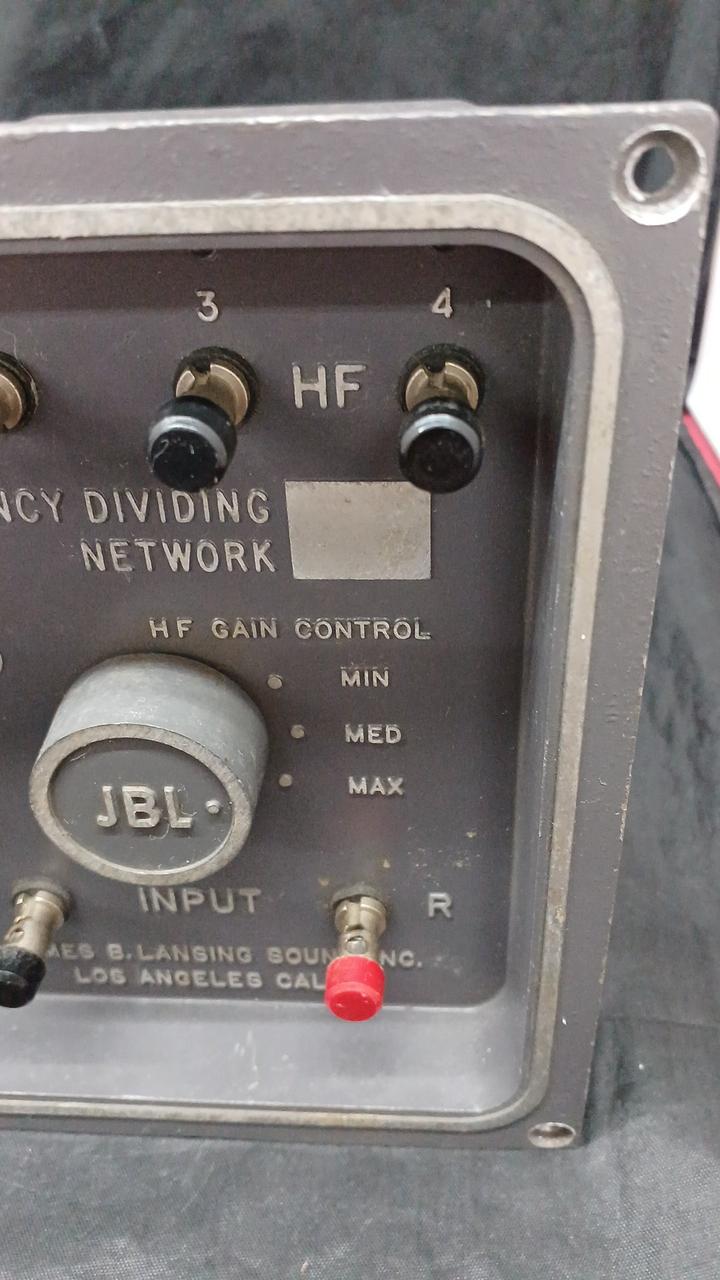 3 4
HF
NCY DIVIDING
NETWORK
HF GAIN CONTROL
MIN
MED
MAX
JBL
INPUT R
MES B. LANSING SOUN INC.
LOS ANGELES CAL